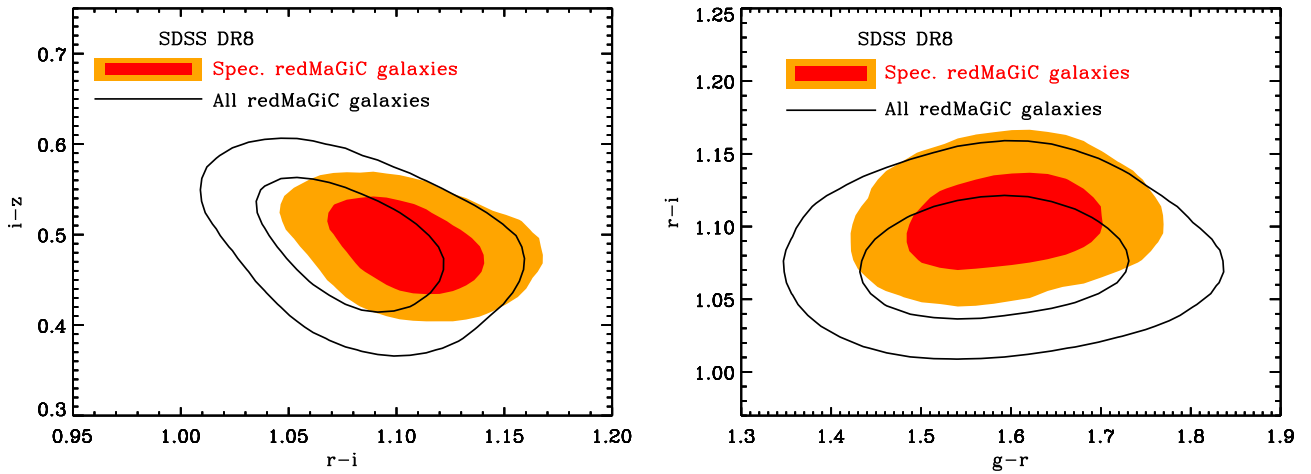 SDSS DR8
Spec. redMaGiC galaxies
All redMaGiC galaxies
0.7
0.6
0.5
0.4
0.3
i-z
0.95 1.00 1.05 1.10 1.15 1.20
r-i
SDSS DR8
Spec. redMaGiC galaxies
All redMaGiC galaxies
1.25
1.20
1.15
1.10
1.05
1.00
r-i
1.3 1.4 1.5 1.6 1.7 1.8 1.9
g-r